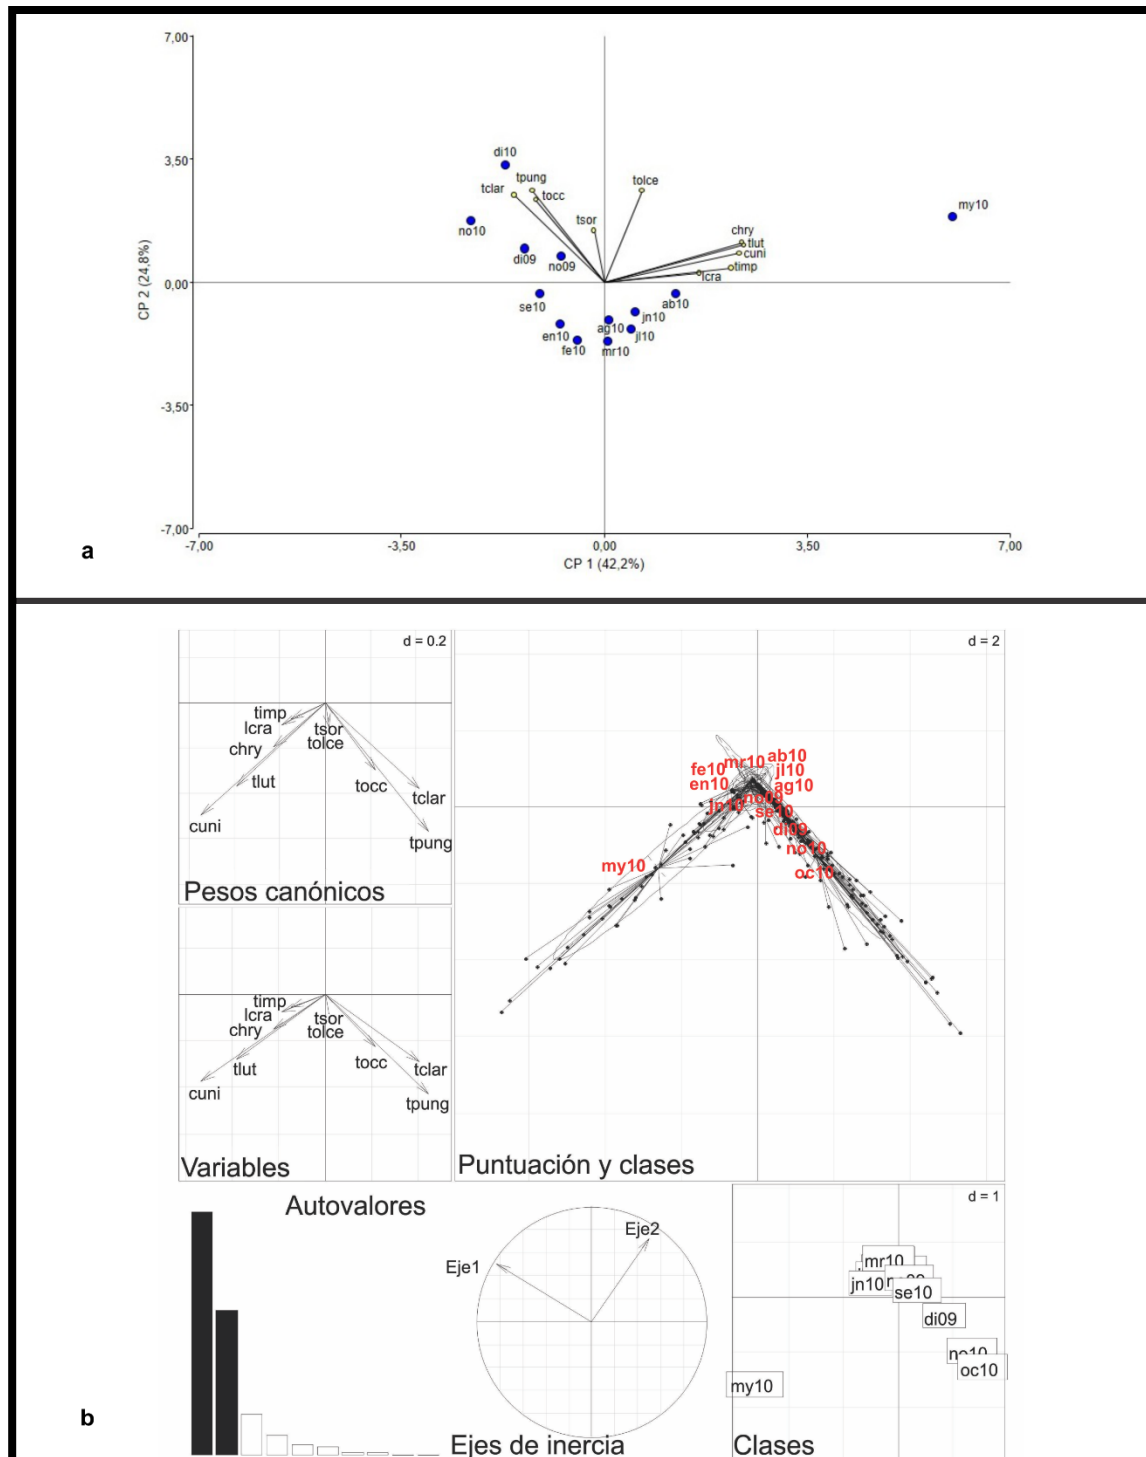 7,00
di10
3,50
tpung
tolce
tclar
tocc
my10
no10
tsor
chry
tlut
di09
no09
cuni
timp
lcra
0,00
CP 2 (24,8%)
se10
ab10
jn10
en10
ag10
jl10
fe10
mr10
-3,50
-7,00
a
-7,00 -3,50 0,00 3,50 7,00
CP 1 (42,2%)
d = 0.2
timp
lcra
tsor
chry
tolce
tlut
tocc
tclar
cuni
tpung
Pesos canónicos
d = 2
ab10
mr10
fe10
jl10
en10
ag10
no09
jn10
se10
di09
no10
my10
oc10
Puntuación y clases
timp
lcra
tsor
chry
tolce
tlut
tocc
tclar
cuni
tpung
Variables
Autovalores
Eje2
Eje1
Ejes de inercia
d = 1
mr10
jn10
se10
di09
no10
oc10
my10
Clases
b